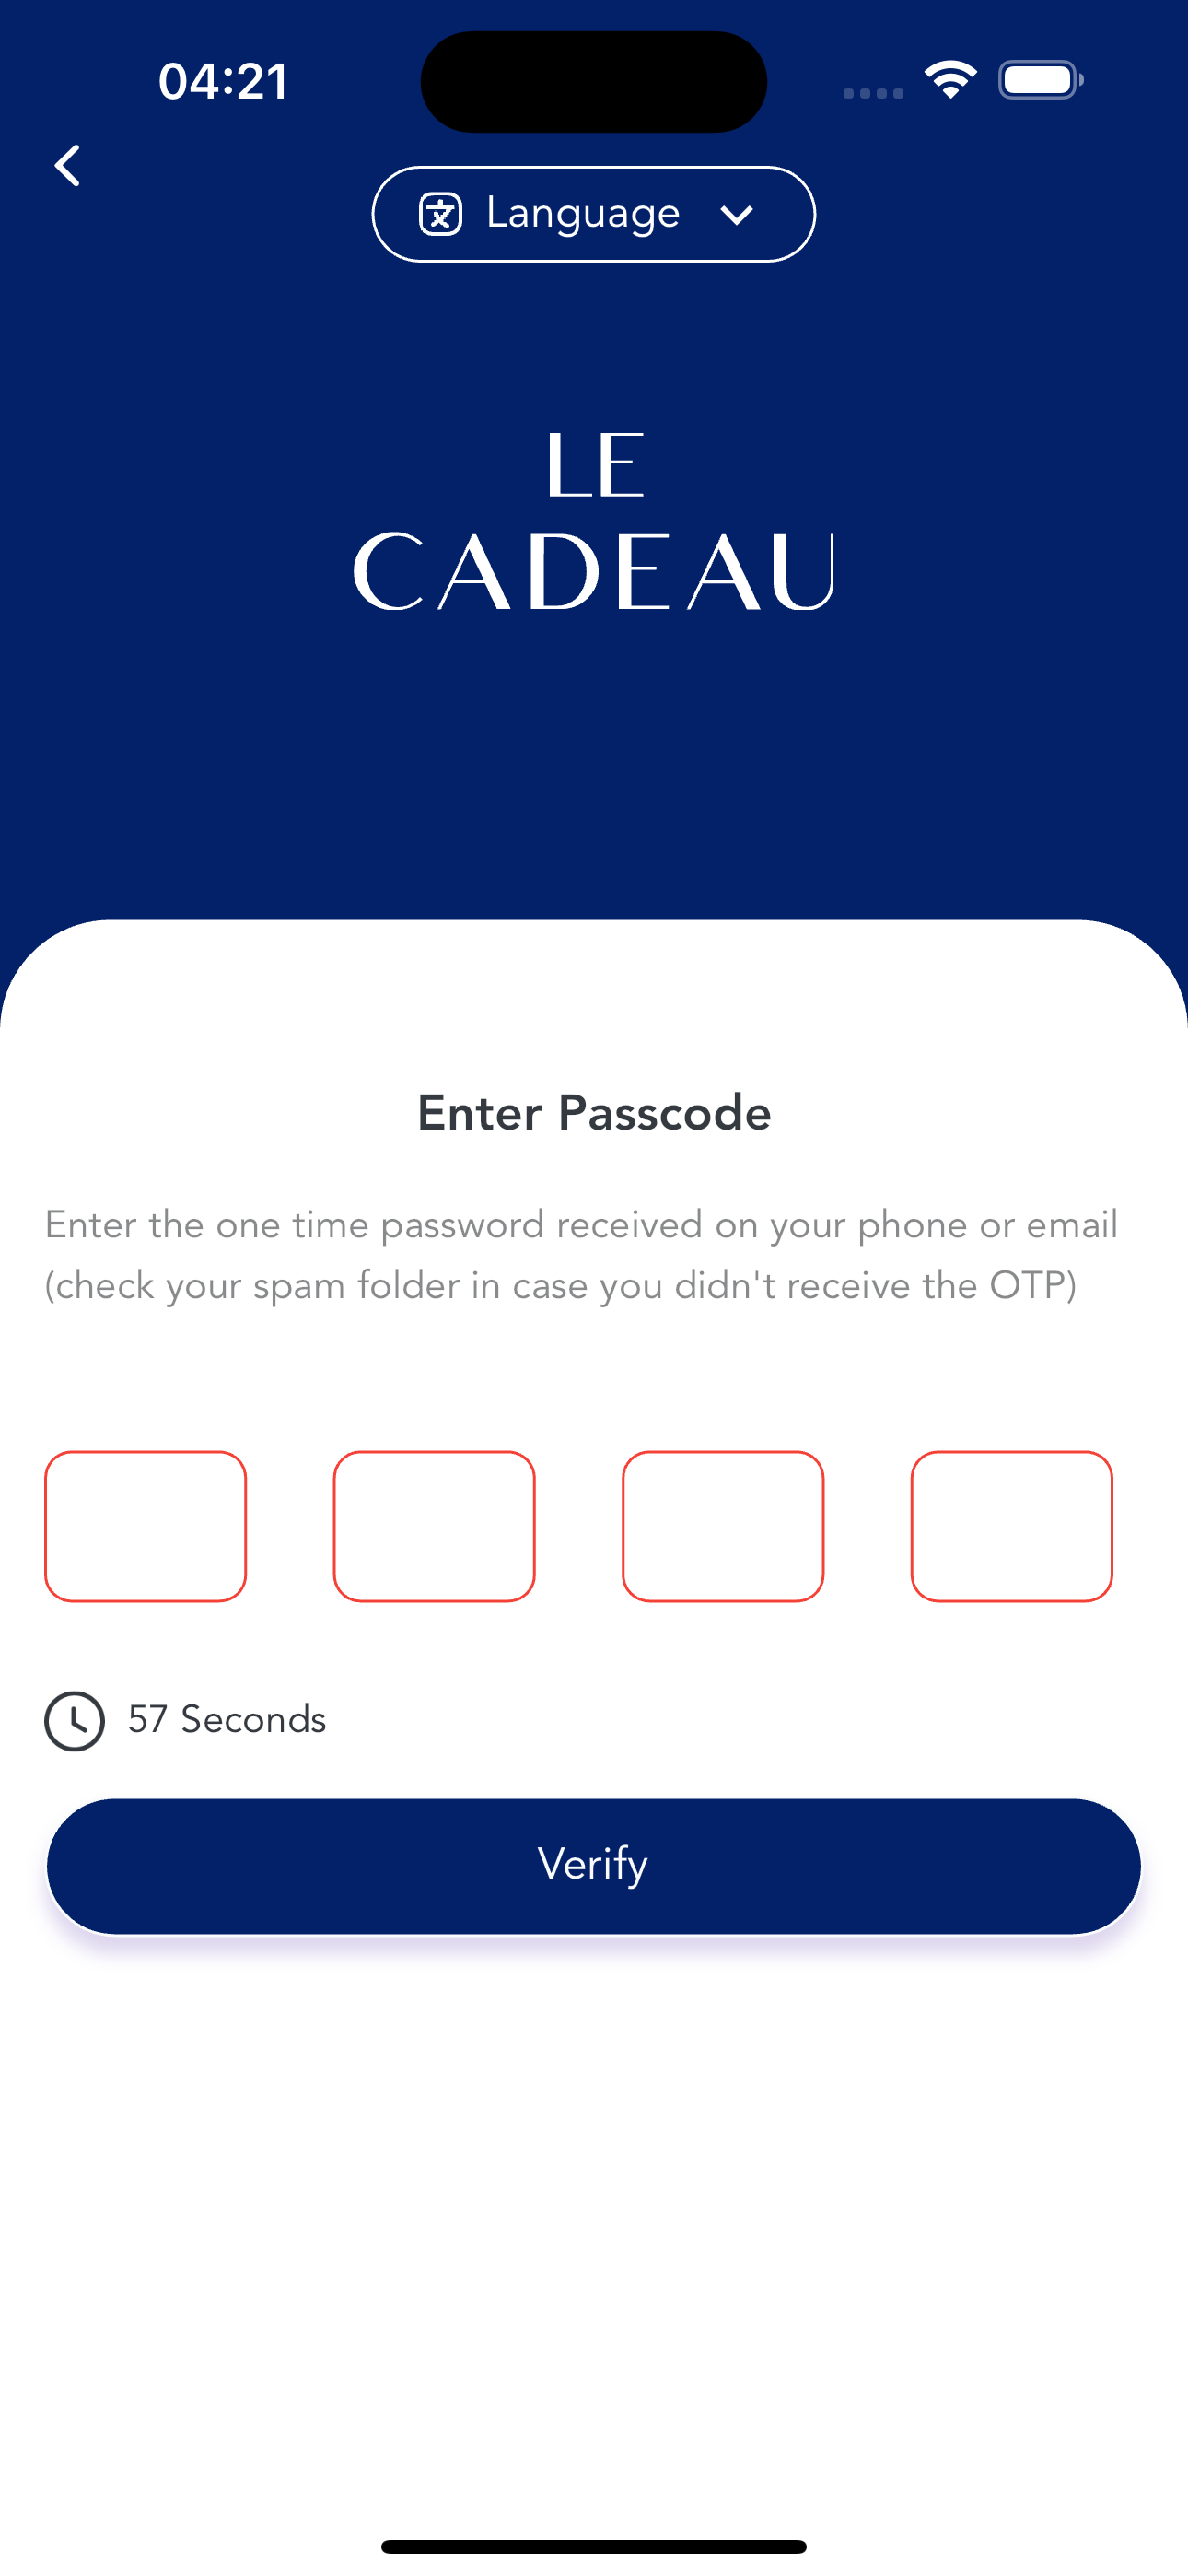 04:21
Language
LE
CADEAU
Enter Passcode
Enter the one time password received on your phone or email
(check your spam folder in case you didn't receive the OTP)
57 Seconds
Verify